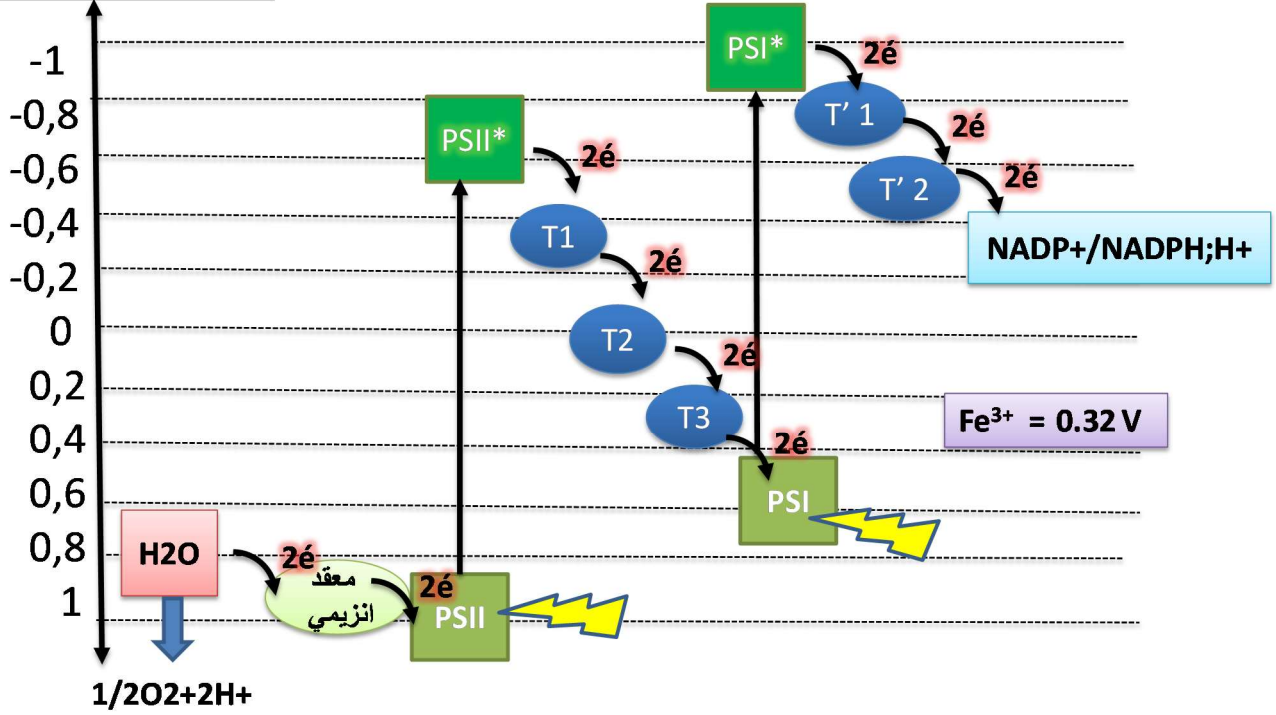 -1
-0,8
-0,6
-0,4
-0,2
0
0,2
0,4
0,6
0,8
1
PSI*
2é
T' 1
2é
T' 2
2é
NADP+/NADPH;H+
PSII*
2é
T1
2é
T2
2é
T3
2é
PSI
Fe³⁺ = 0.32 V
H2O
2é
معقد
انزيمي
2é
PSII
1/2O2+2H+